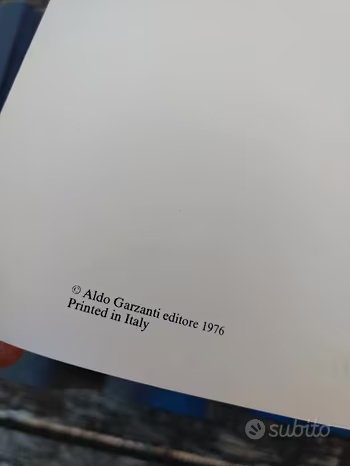 © Aldo Garzanti editore 1976
Printed in Italy
subito